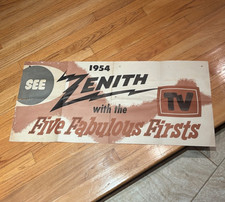 1954
SEE ZENITH
with the TV
Five Fabulous Firsts